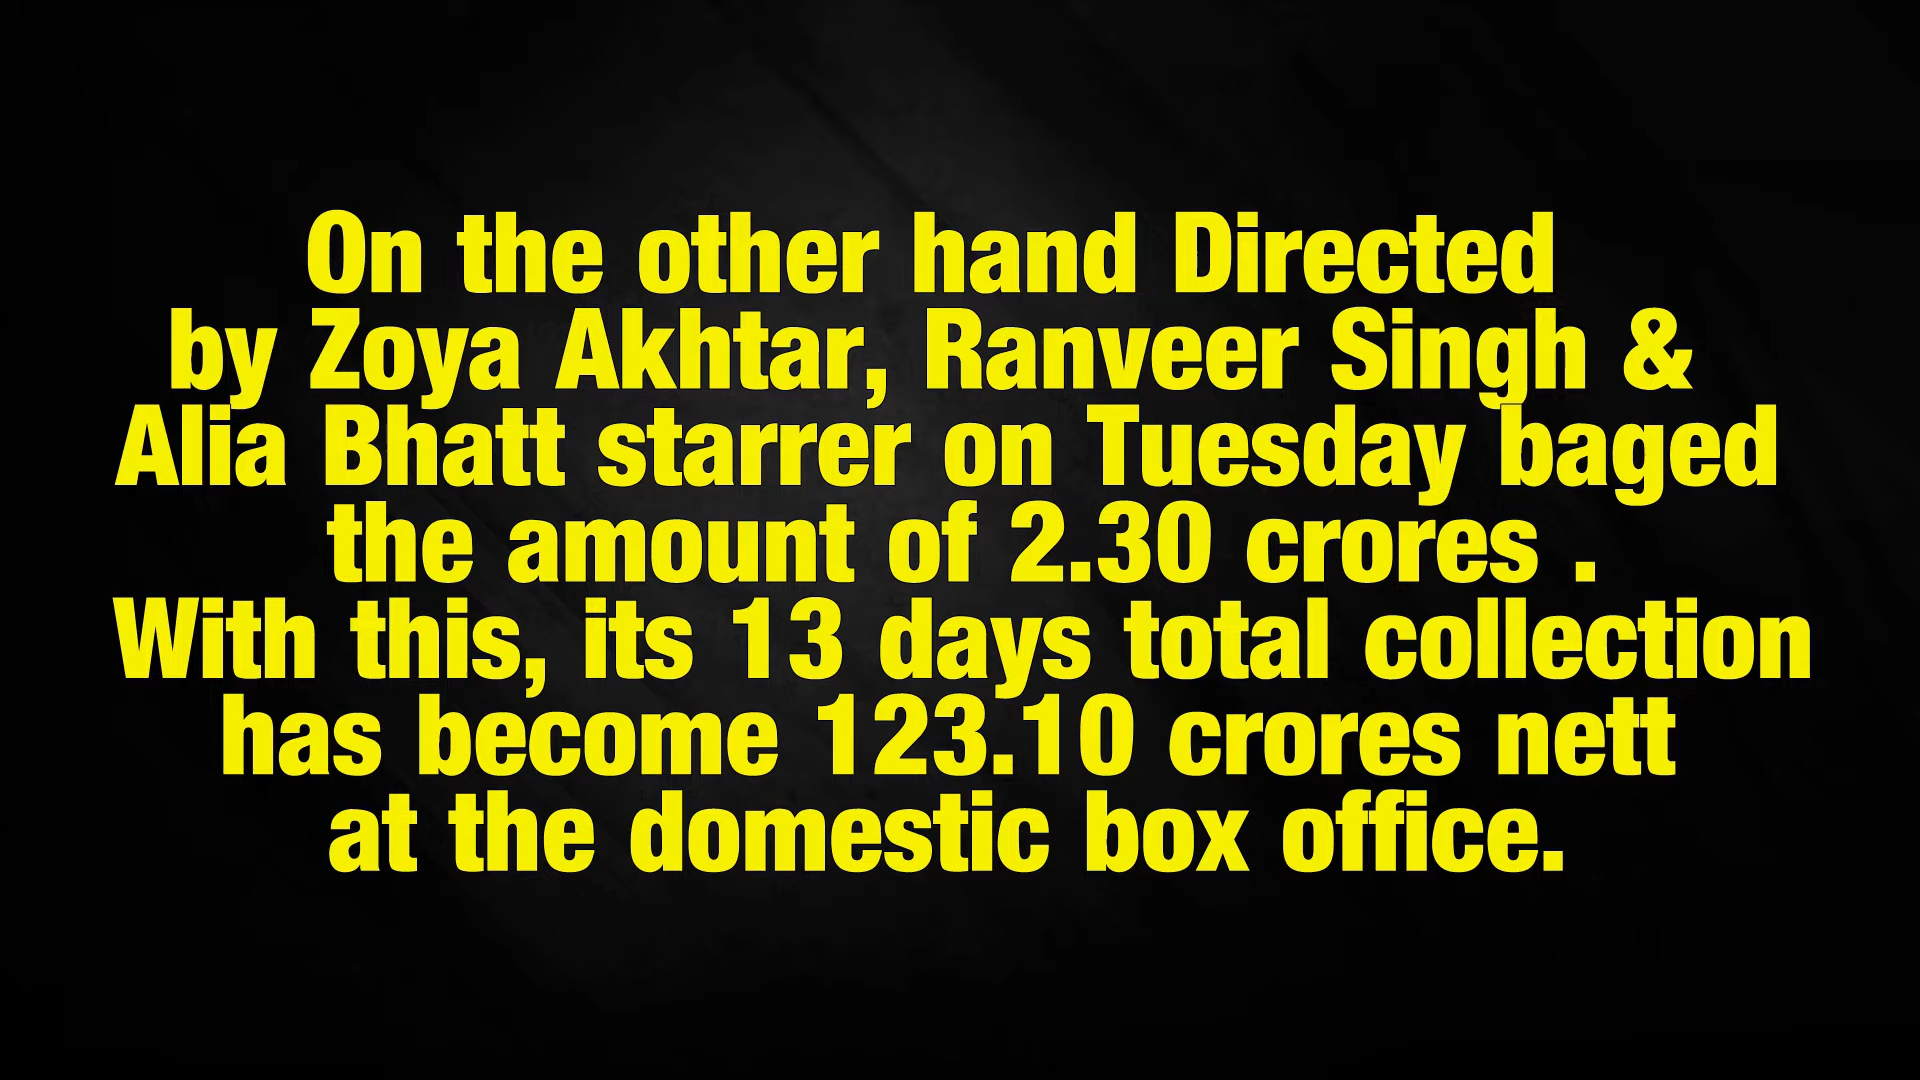 On the other hand Directed
by Zoya Akhtar, Ranveer Singh &
Alia Bhatt starrer on Tuesday baged
the amount of 2.30 crores .
With this, its 13 days total collection
has become 123.10 crores nett
at the domestic box office.